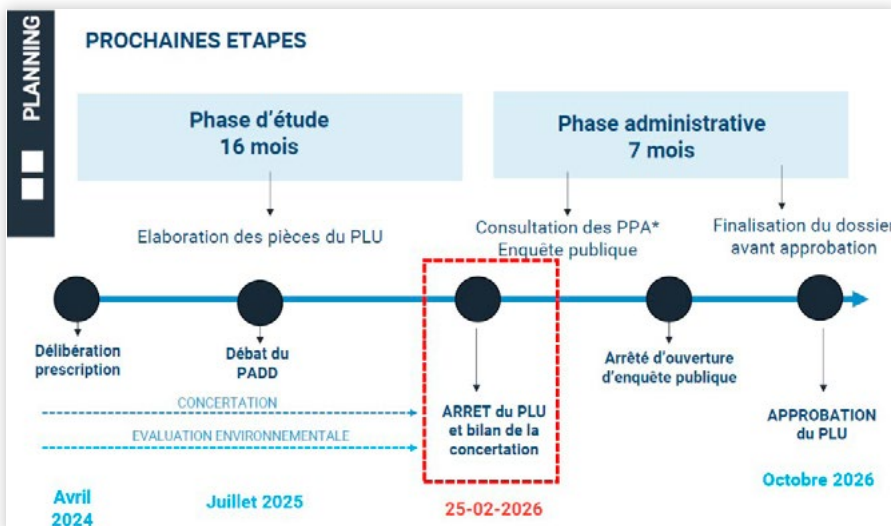 PLANNING
PROCHAINES ETAPES
Phase d'étude
16 mois
Phase administrative
7 mois
Elaboration des pièces du PLU
Consultation des PPA*
Enquête publique
Finalisation du dossier
avant approbation
Délibération
prescription
Débat du
PADD
ARRET du PLU
et bilan de la
concertation
Arrêté d'ouverture
d'enquête publique
APPROBATION
du PLU
CONCERTATION
EVALUATION ENVIRONNEMENTALE
Avril
2024
Juillet 2025
25-02-2026
Octobre 2026